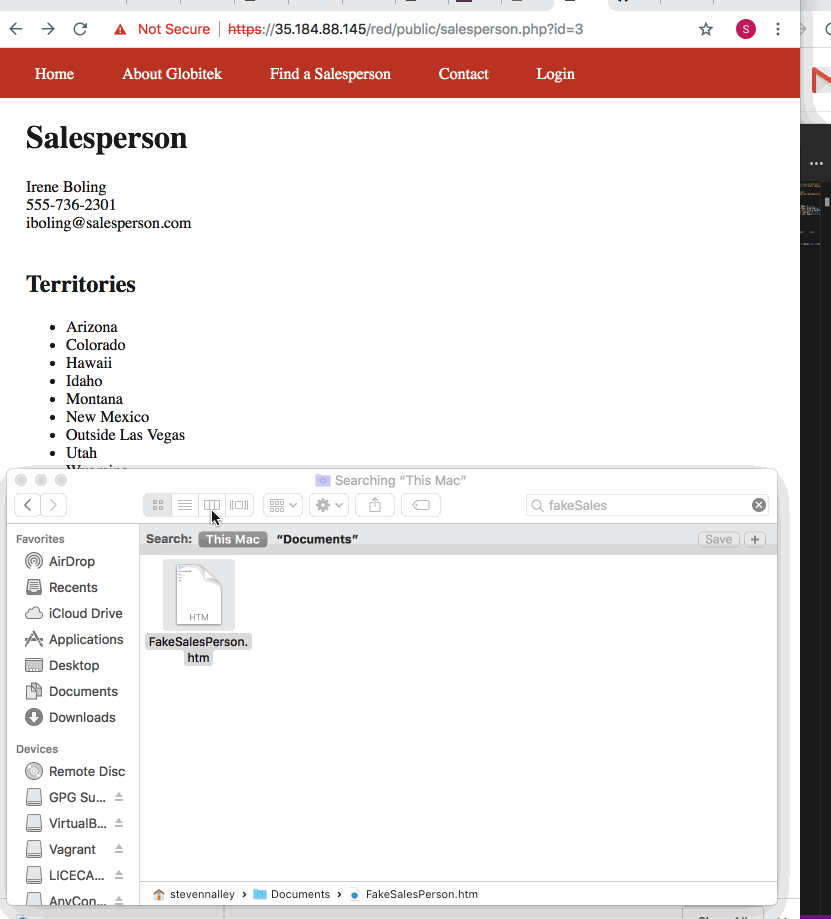 Not Secure | https://35.184.88.145/red/public/salesperson.php?id=3
S
Home About Globitek Find a Salesperson Contact Login
Salesperson
Irene Boling
555-736-2301
iboling@salesperson.com
Territories
• Arizona
• Colorado
• Hawaii
• Idaho
• Montana
• New Mexico
• Outside Las Vegas
• Utah
Searching “This Mac”
fakeSales
Search: This Mac “Documents” Save +
Favorites
AirDrop
Recents
iCloud Drive
Applications
Desktop
Documents
Downloads
Devices
Remote Disc
GPG Su...
VirtualB...
Vagrant
LICECA...
AnyCon...
HTM
FakeSalesPerson.
htm
stevennalley › Documents › FakeSalesPerson.htm